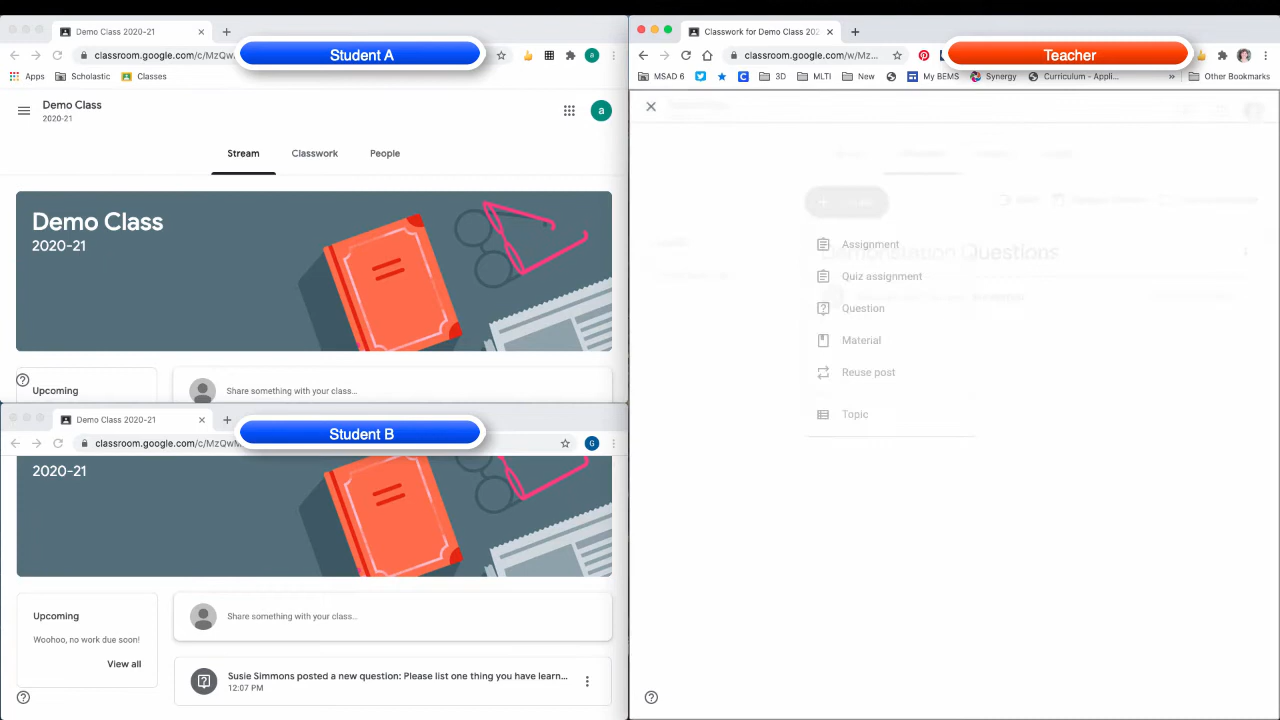 Demo Class 2020-21
Student A
classroom.google.com/c/MzQwM
Apps
Scholastic
Classes
Demo Class
2020-21
a
Stream
Classwork
People
Demo Class
2020-21
Upcoming
Share something with your class...
Demo Class 2020-21
Student B
classroom.google.com/c/MzQwM
G
2020-21
Upcoming
Woohoo, no work due soon!
View all
Share something with your class...
Susie Simmons posted a new question: Please list one thing you have learn...
12:07 PM
Classwork for Demo Class 202
Teacher
classroom.google.com/w/Mz...
MSAD 6
3D
MLTI
New
My BEMS
Synergy
Curriculum - Appli...
»
Other Bookmarks
Demonstration Questions
Assignment
Quiz assignment
Question
Material
Reuse post
Topic